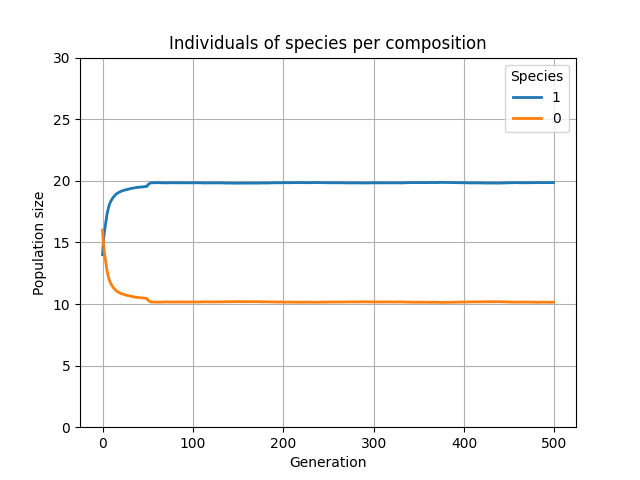 Individuals of species per composition
Species
1
0
30
25
20
15
10
5
0
Population size
0 100 200 300 400 500
Generation